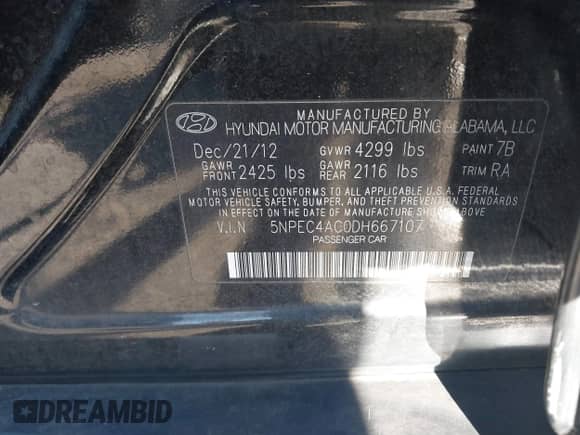 MANUFACTURED BY
HYUNDAI MOTOR MANUFACTURING ALABAMA, LLC
Dec/21/12 GVWR 4299 lbs PAINT 7B
GAWR FRONT 2425 lbs GAWR REAR 2116 lbs TRIM RA
THIS VEHICLE CONFORMS TO ALL APPLICABLE U.S.A. FEDERAL
MOTOR VEHICLE SAFETY, BUMPER, AND THEFT PREVENTION STANDARDS
IN EFFECT ON THE DATE OF MANUFACTURE SHOWN ABOVE
V.I.N 5NPEC4AC0DH667107
PASSENGER CAR
DREAMBID